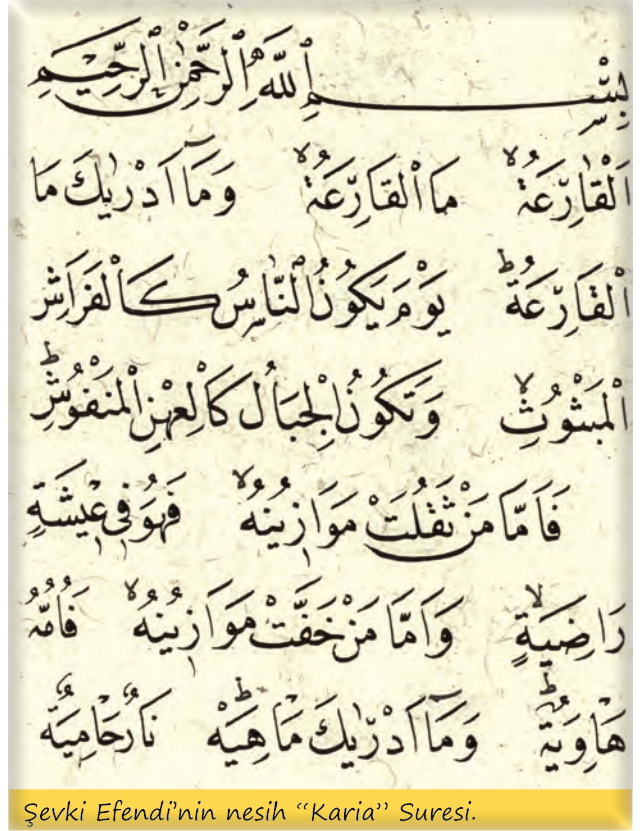 بِسْمِ اللّٰهِ الرَّحْمٰنِ الرَّحِيمِ
اَلْقَارِعَةُ مَا الْقَارِعَةُ وَمَٓا اَدْرٰيكَ مَا
الْقَارِعَةُ يَوْمَ يَكُونُ النَّاسُ كَالْفَرَاشِ
الْمَبْثُوثِ وَتَكُونُ الْجِبَالُ كَالْعِهْنِ الْمَنْفُوشِ
فَاَمَّا مَنْ ثَقُلَتْ مَوَازِينُهُ فَهُوَ فِي عِيشَةٍ
رَاضِيَةٍ وَاَمَّا مَنْ خَفَّتْ مَوَازِينُهُ فَاُمُّهُ
هَاوِيَةٌ وَمَٓا اَدْرٰيكَ مَا هِيَهْ نَارٌ حَامِيَةٌ
Şevki Efendi’nin nesih “Karia” Suresi.